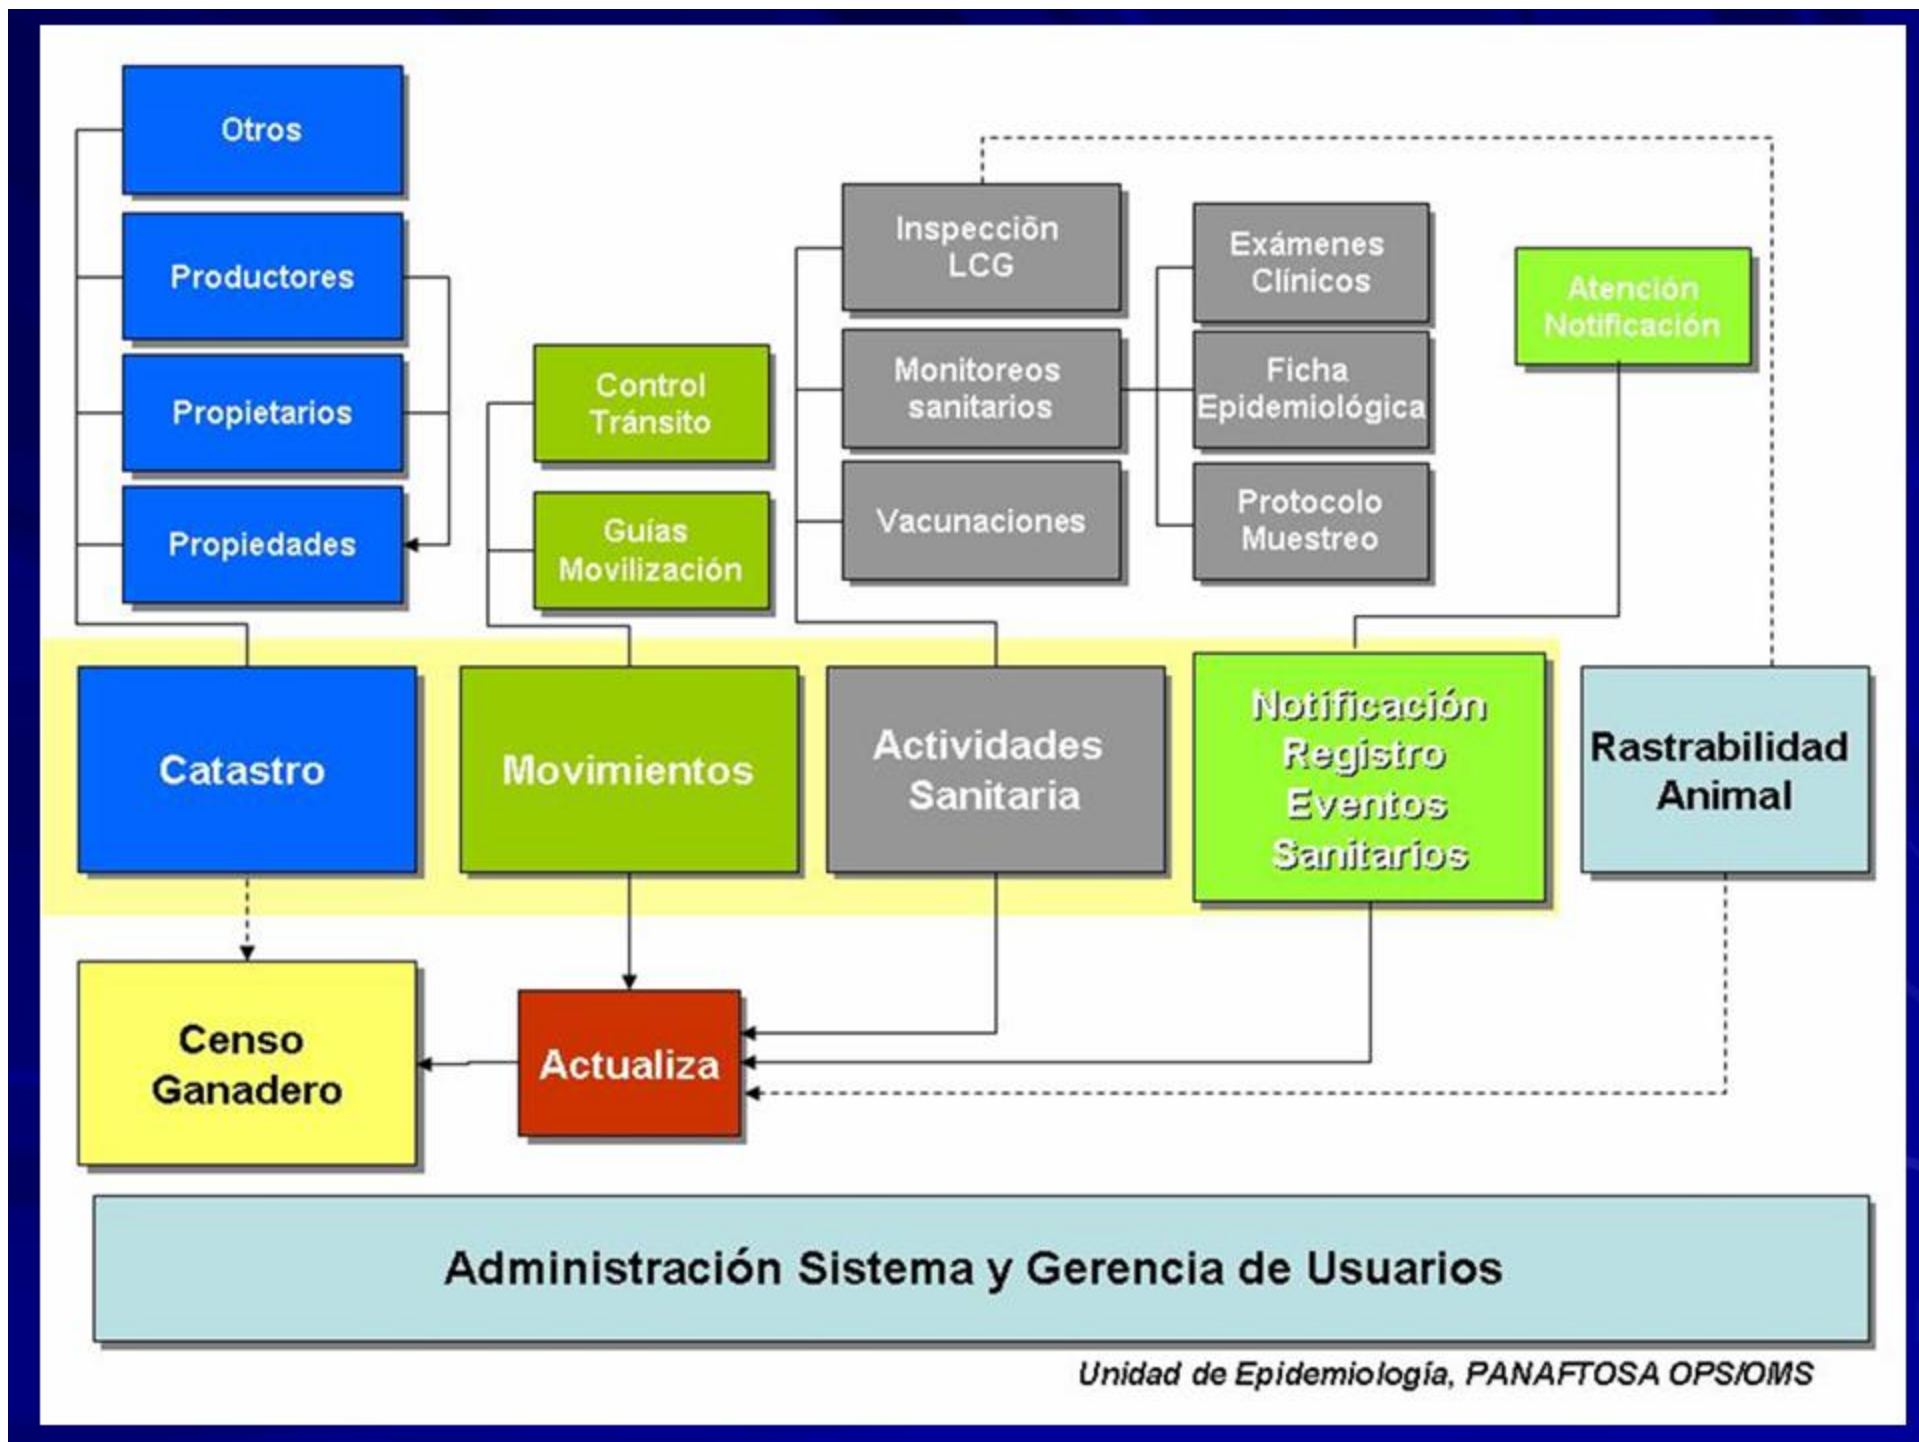 Otros
Productores
Propietarios
Propiedades
Control
Tránsito
Guías
Movilización
Inspecciõn
LCG
Monitoreos
sanitarios
Vacunaciones
Exámenes
Clínicos
Ficha
Epidemiológica
Protocolo
Muestreo
Atención
Notificación
Catastro
Movimientos
Actividades
Sanitaria
Notificación
Registro
Eventos
Sanitarios
Rastrabilidad
Animal
Censo
Ganadero
Actualiza
Administración Sistema y Gerencia de Usuarios
Unidad de Epidemiología, PANAFTOSA OPS/OMS